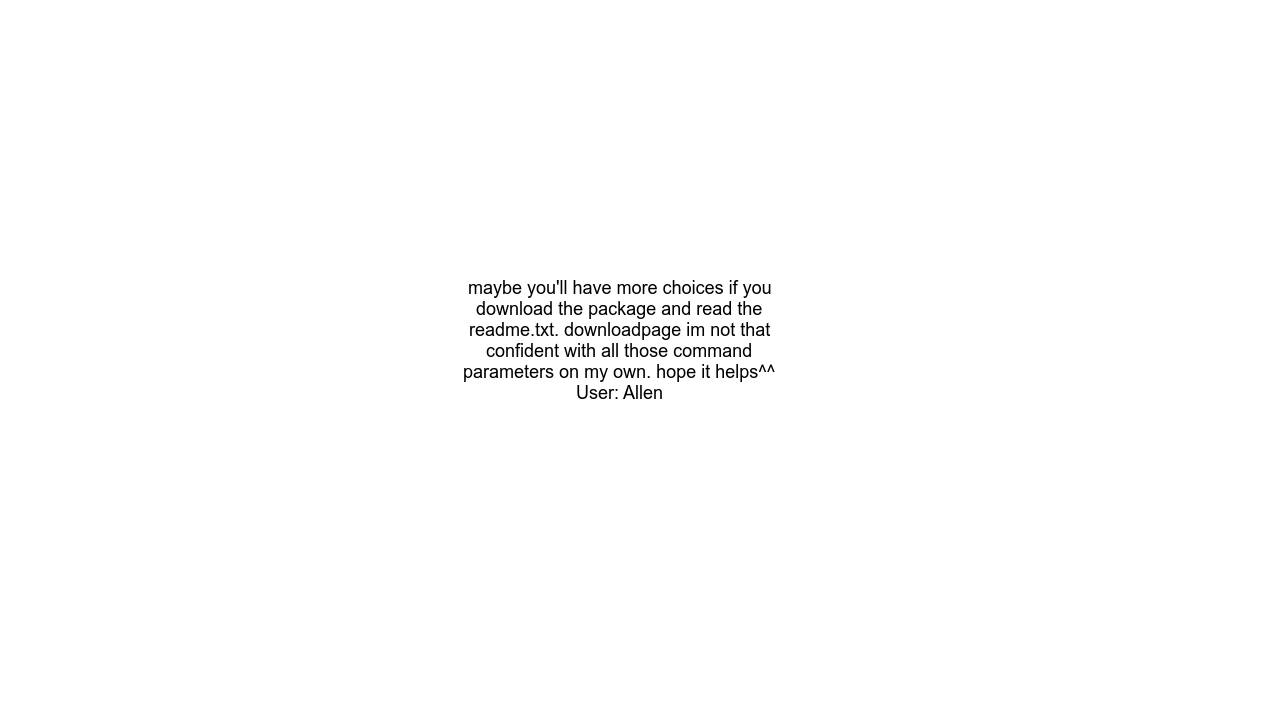 maybe you'll have more choices if you
download the package and read the
readme.txt. downloadpage im not that
confident with all those command
parameters on my own. hope it helps^^
User: Allen